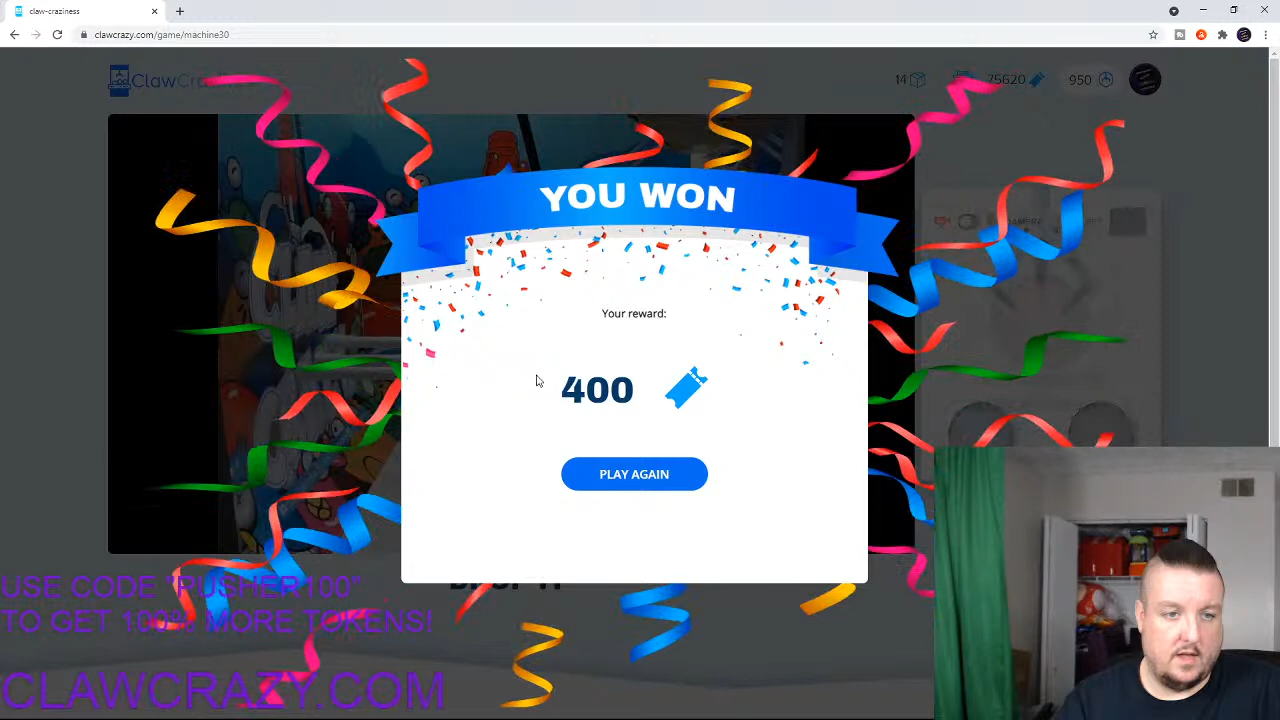 claw-craziness
clawcrazy.com/game/machine30
ClawCraziness
14
75620
950
YOU WON
Your reward:
400
PLAY AGAIN
USE CODE "PUSHER100"
TO GET 100% MORE TOKENS!
CLAWCRAZY.COM